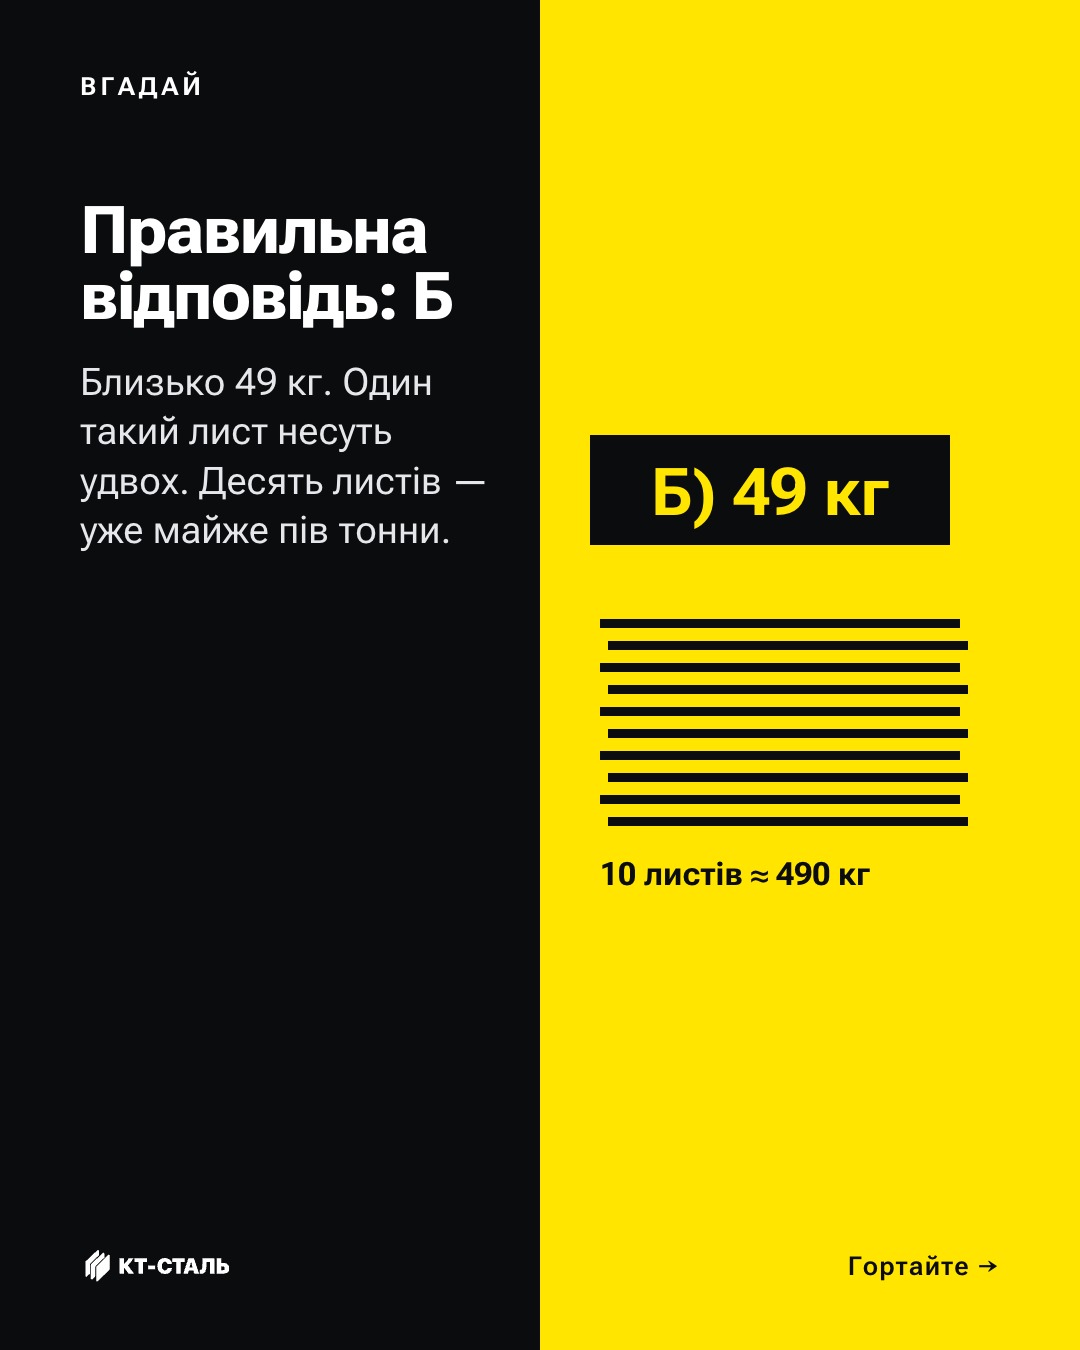 ВГАДАЙ
Правильна
відповідь: Б
Близько 49 кг. Один
такий лист несуть
удвох. Десять листів —
уже майже пів тонни.
Б) 49 кг
10 листів ≈ 490 кг
КТ-СТАЛЬ
Гортайте →